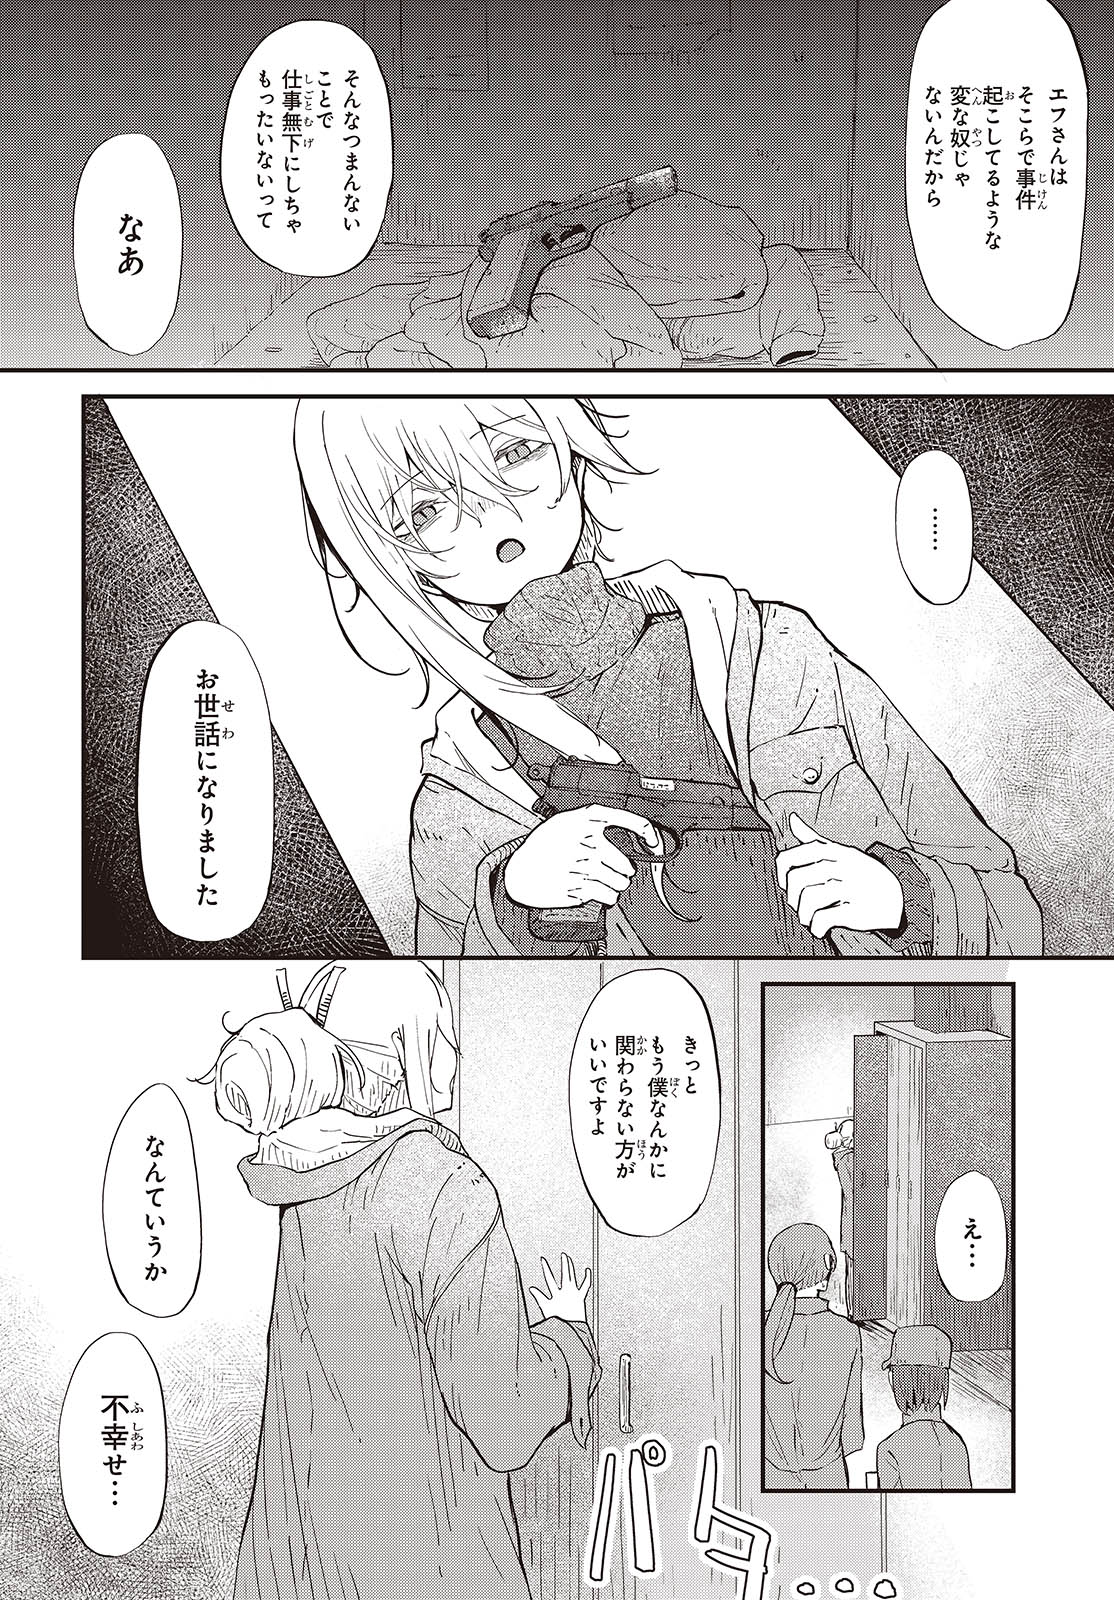 エフさんは
そこらで事件
起こしてるような
変な奴じゃ
ないんだから
そんなつまんない
ことで
仕事無下にしちゃ
もったいないって
なあ
……
お世話になりました
え…
きっと
もう僕なんかに
関わらない方が
いいですよ
なんていうか
不幸せ…
パタ…